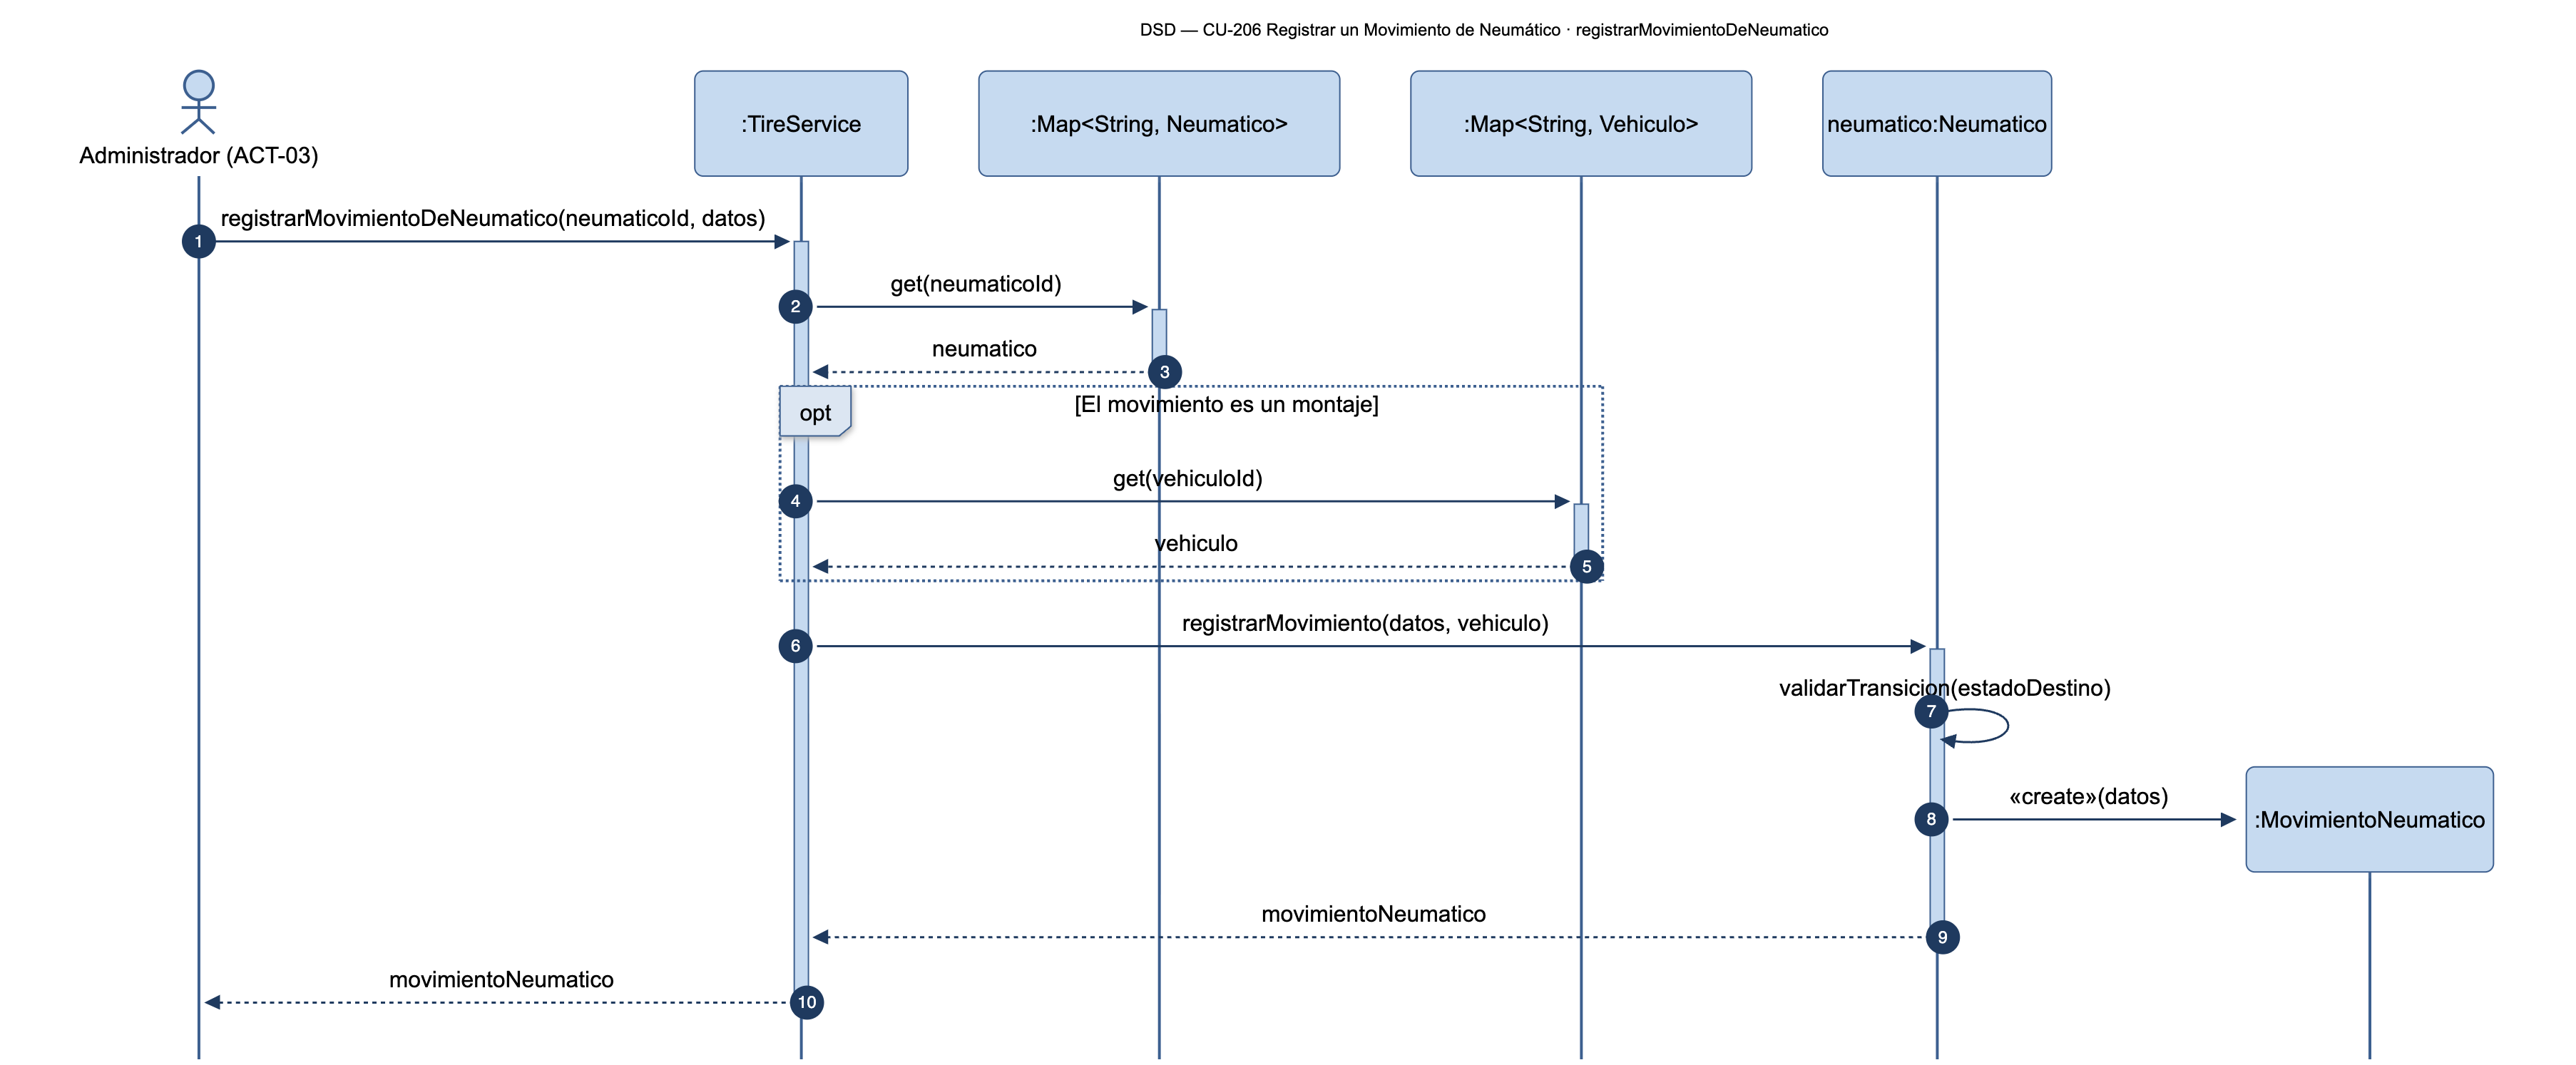 DSD — CU-206 Registrar un Movimiento de Neumático · registrarMovimientoDeNeumatico
Administrador (ACT-03)
:TireService
:Map<String, Neumatico>
:Map<String, Vehiculo>
neumatico:Neumatico
registrarMovimientoDeNeumatico(neumaticoId, datos)
1
get(neumaticoId)
2
neumatico
3
opt
[El movimiento es un montaje]
get(vehiculoId)
4
vehiculo
5
registrarMovimiento(datos, vehiculo)
6
validarTransicion(estadoDestino)
7
«create»(datos)
8
:MovimientoNeumatico
movimientoNeumatico
9
movimientoNeumatico
10